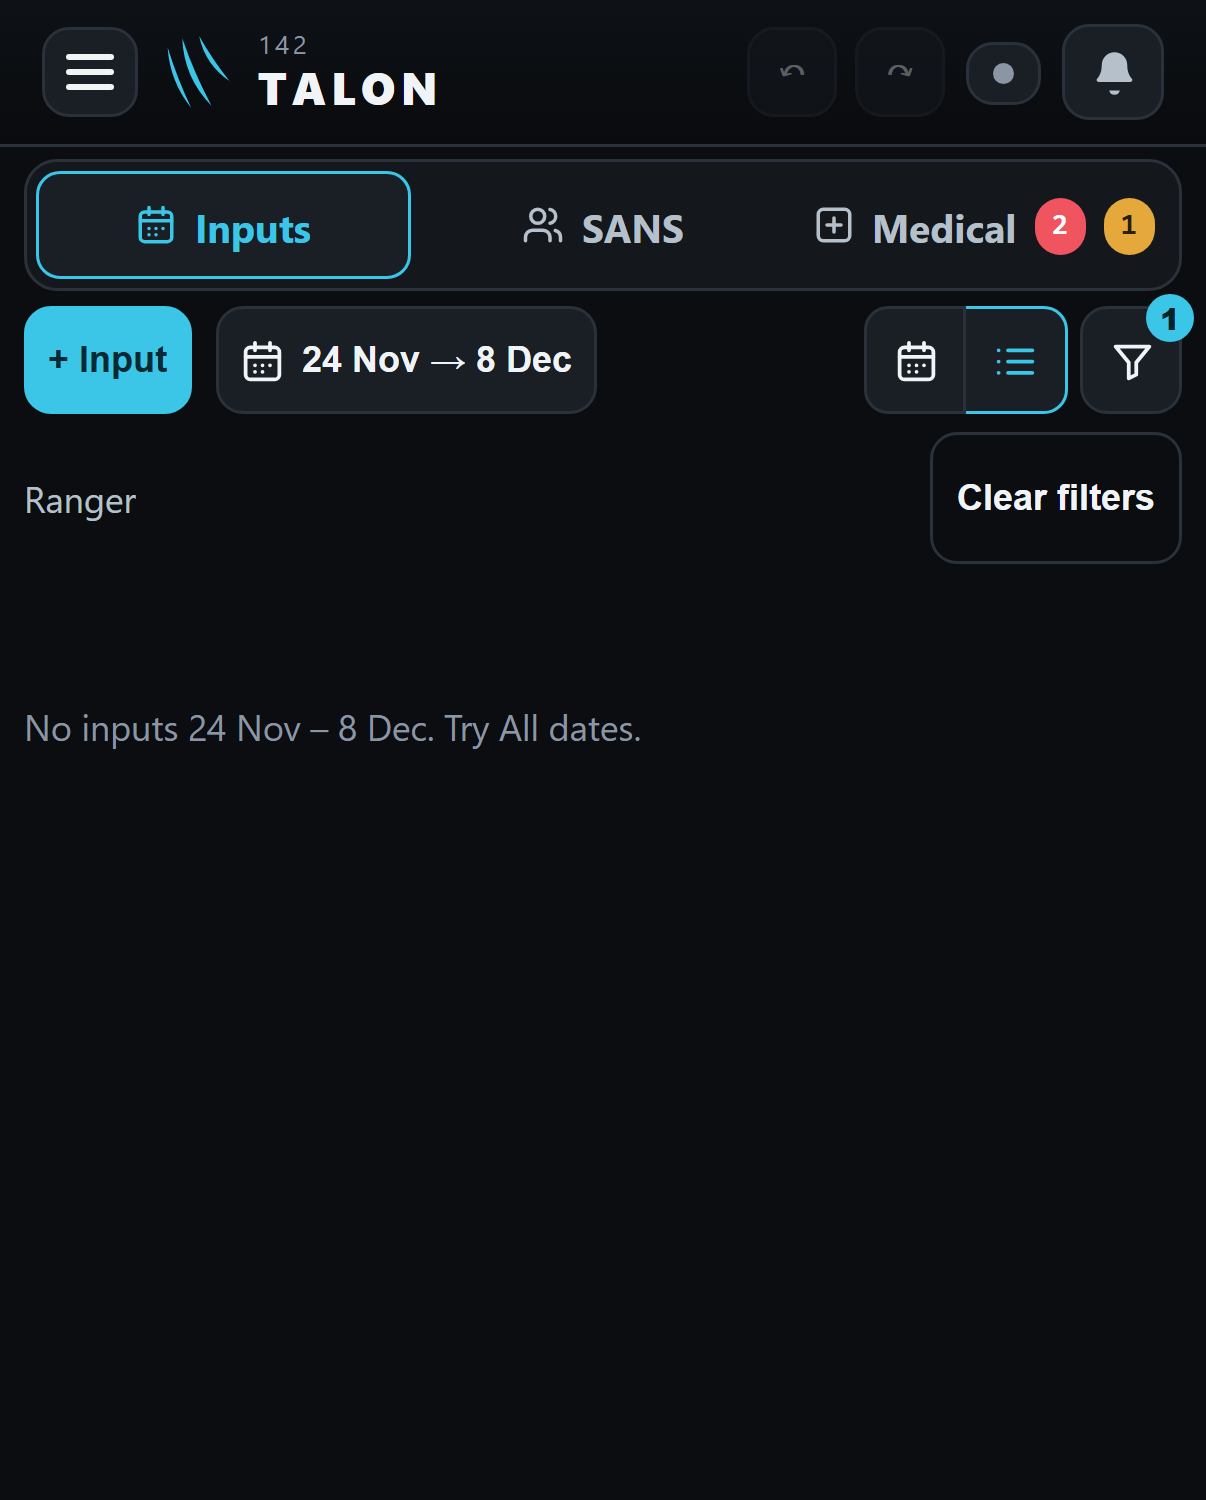 142
TALON
Inputs
SANS
Medical 2 1
+ Input
24 Nov → 8 Dec
1
Ranger
Clear filters
No inputs 24 Nov – 8 Dec. Try All dates.